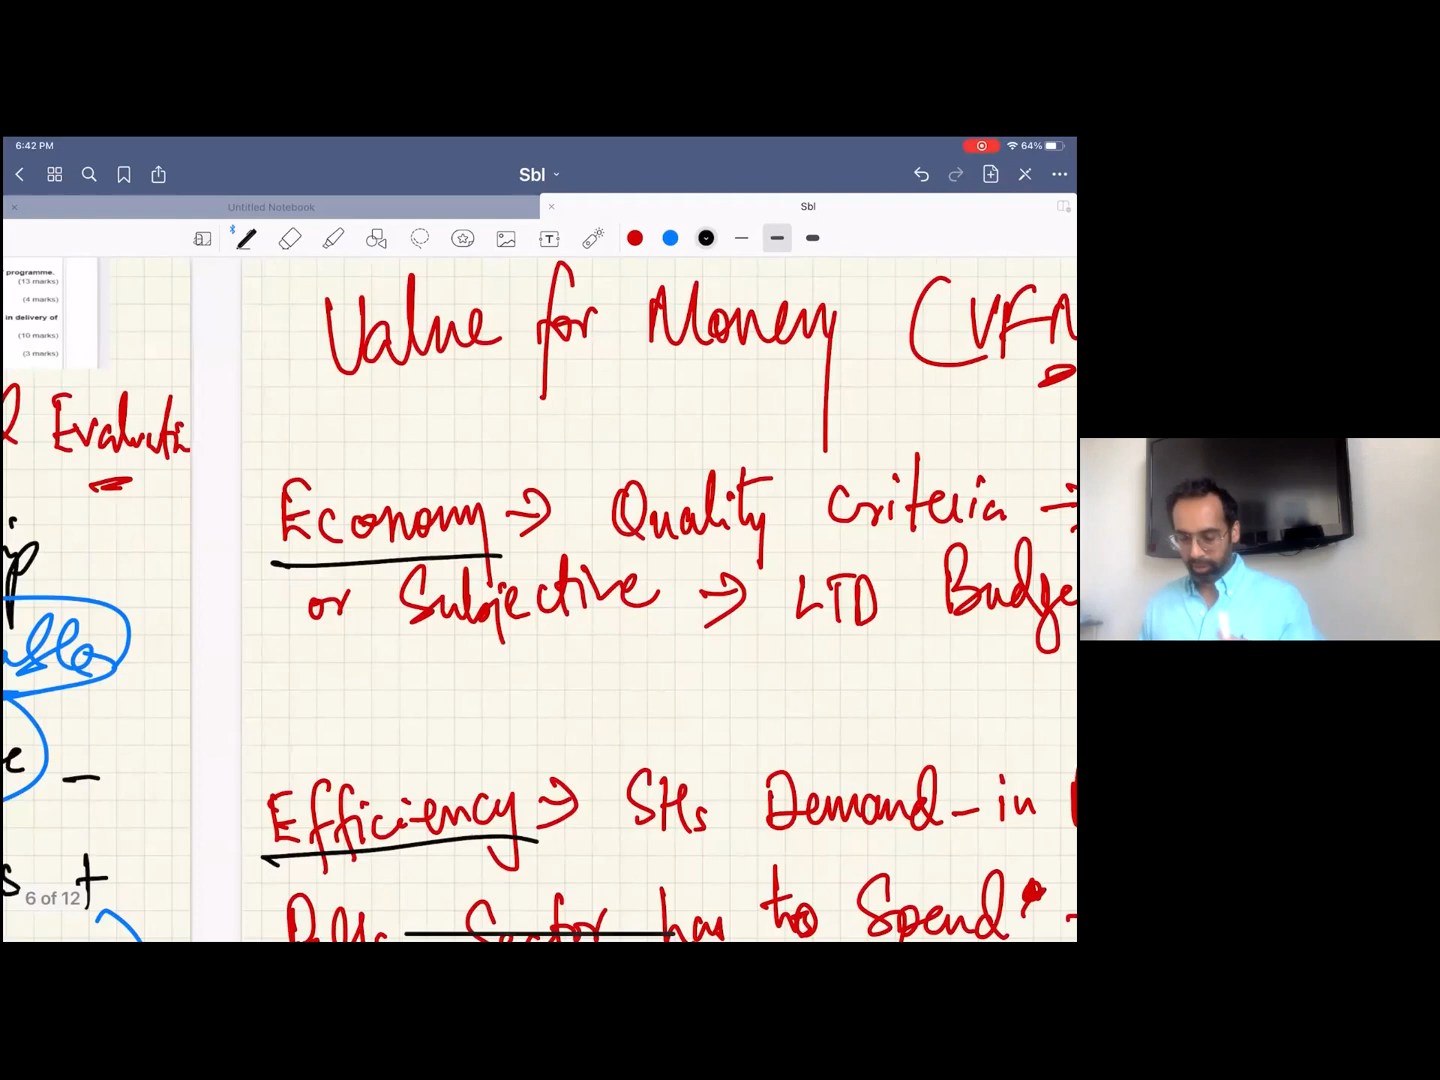 6:42 PM
64%
Sbl
Untitled Notebook
Sbl
programme.
(13 marks)
(4 marks)
in delivery of
(10 marks)
(3 marks)
Evaluati
6 of 12
Value for Money (VFM
Economy → Quality criteria →
or Subjective → LTD Budge
Efficiency → SHs Demand - in
Sector has to Spend